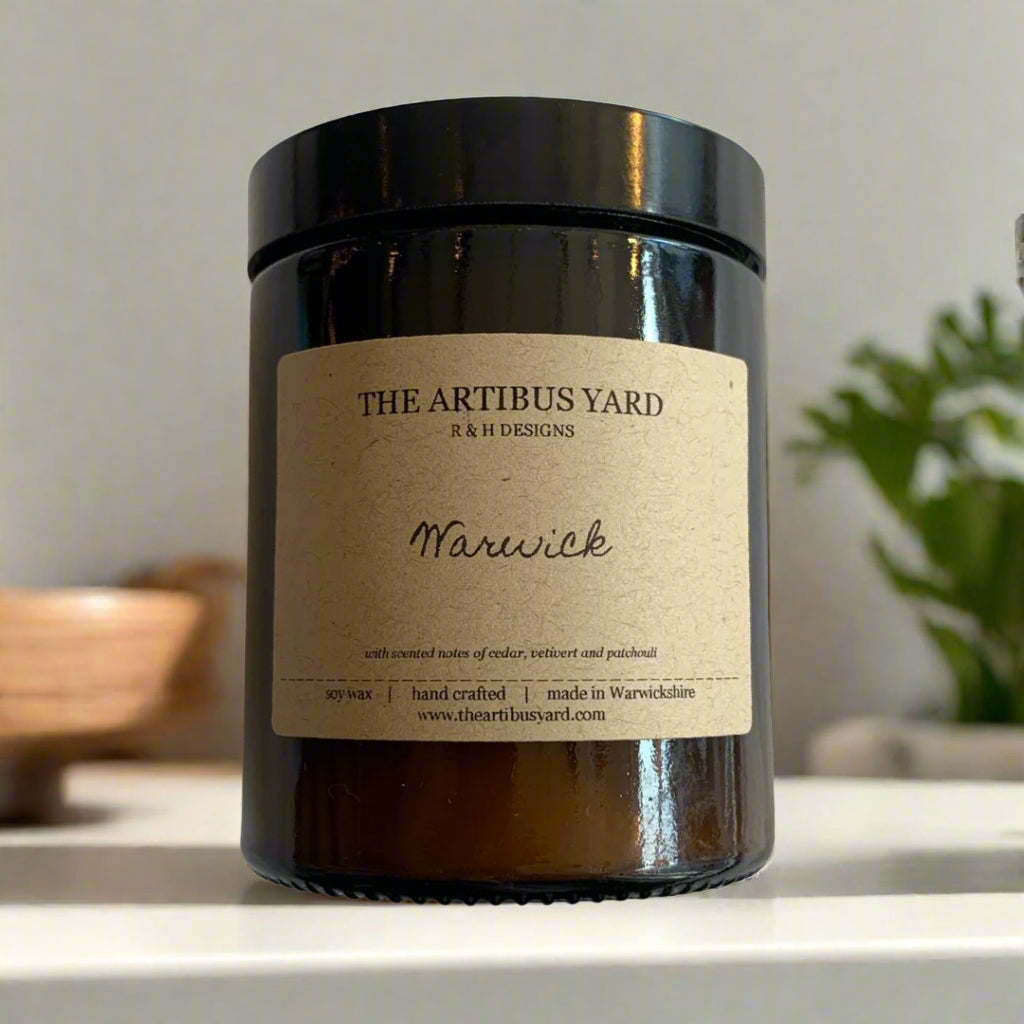 THE ARTIBUS YARD
R & H DESIGNS
Warwick
with scented notes of cedar, vetivert and patchouli
soy wax | hand crafted | made in Warwickshire
www.theartibusyard.com